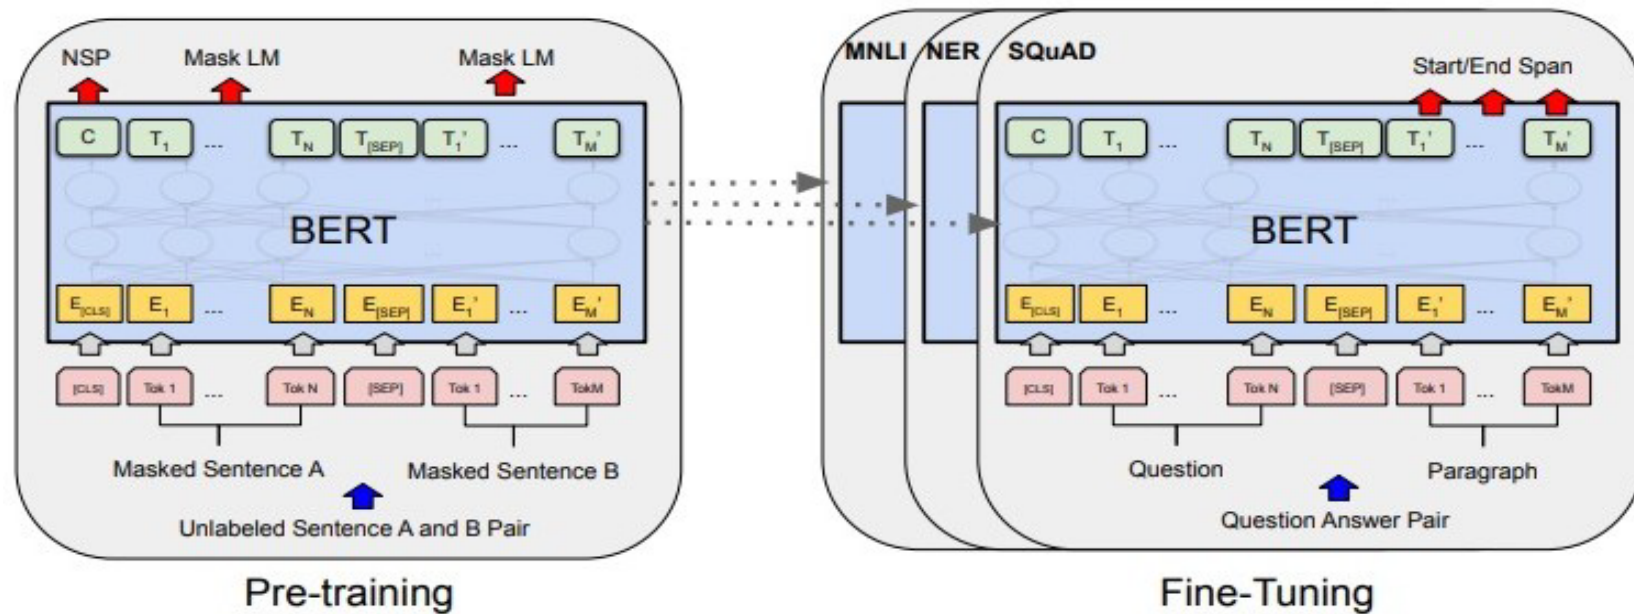 NSP Mask LM Mask LM
C T1 ... TN T[SEP] T1' ... TM'
BERT
E[CLS] E1 ... EN E[SEP] E1' ... EM'
[CLS] Tok 1 ... Tok N [SEP] Tok 1 ... TokM
Masked Sentence A Masked Sentence B
Unlabeled Sentence A and B Pair
Pre-training
MNLI NER SQuAD
Start/End Span
C T1 ... TN T[SEP] T1' ... TM'
BERT
E[CLS] E1 ... EN E[SEP] E1' ... EM'
[CLS] Tok 1 ... Tok N [SEP] Tok 1 ... TokM
Question Paragraph
Question Answer Pair
Fine-Tuning